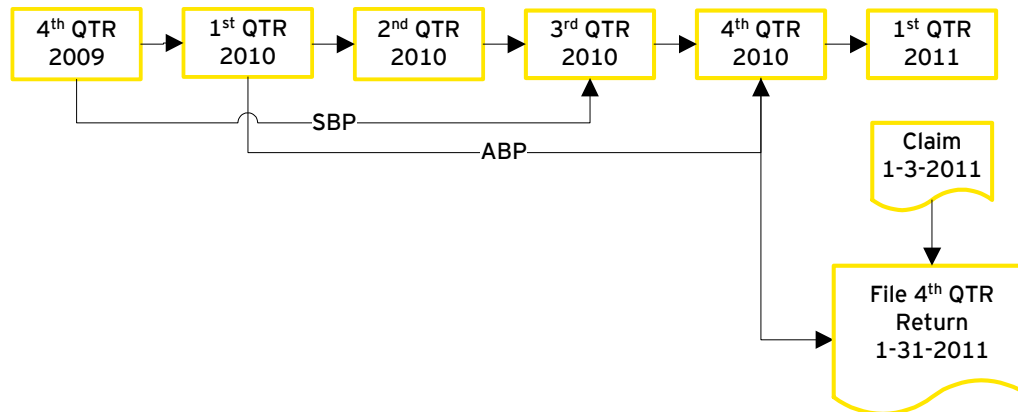 4th QTR
2009
1st QTR
2010
2nd QTR
2010
3rd QTR
2010
4th QTR
2010
1st QTR
2011
SBP
ABP
Claim
1-3-2011
File 4th QTR
Return
1-31-2011